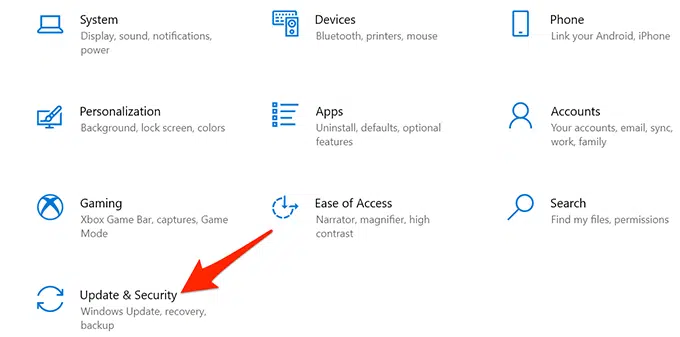 System
Display, sound, notifications,
power
Devices
Bluetooth, printers, mouse
Phone
Link your Android, iPhone
Personalization
Background, lock screen, colors
Apps
Uninstall, defaults, optional
features
Accounts
Your accounts, email, sync,
work, family
Gaming
Xbox Game Bar, captures, Game
Mode
Ease of Access
Narrator, magnifier, high
contrast
Search
Find my files, permissions
Update & Security
Windows Update, recovery,
backup